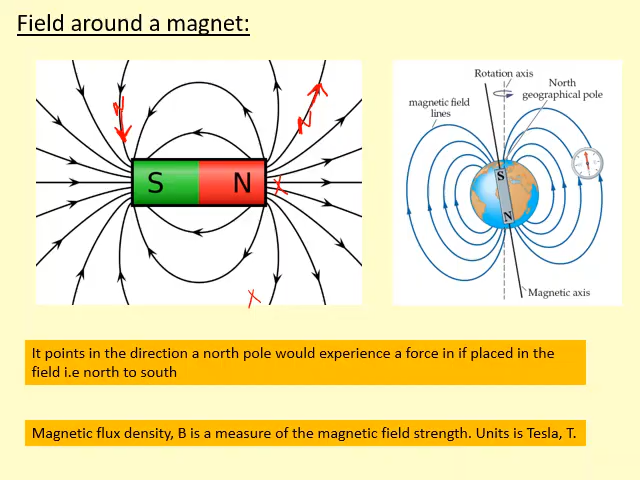 Field around a magnet:
N
N
S N
Rotation axis
North
geographical pole
magnetic field
lines
S
N
Magnetic axis
It points in the direction a north pole would experience a force in if placed in the
field i.e north to south
Magnetic flux density, B is a measure of the magnetic field strength. Units is Tesla, T.